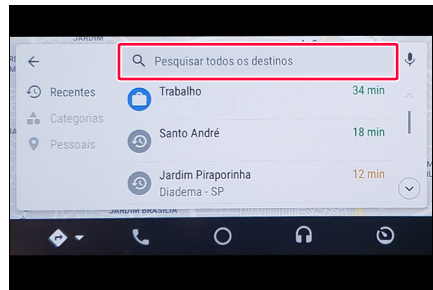 JARDIM
Pesquisar todos os destinos
Recentes
Categorias
Pessoais
Trabalho
34 min
Santo André
18 min
Jardim Piraporinha
12 min
Diadema - SP
JARDIM BRASÍLIA